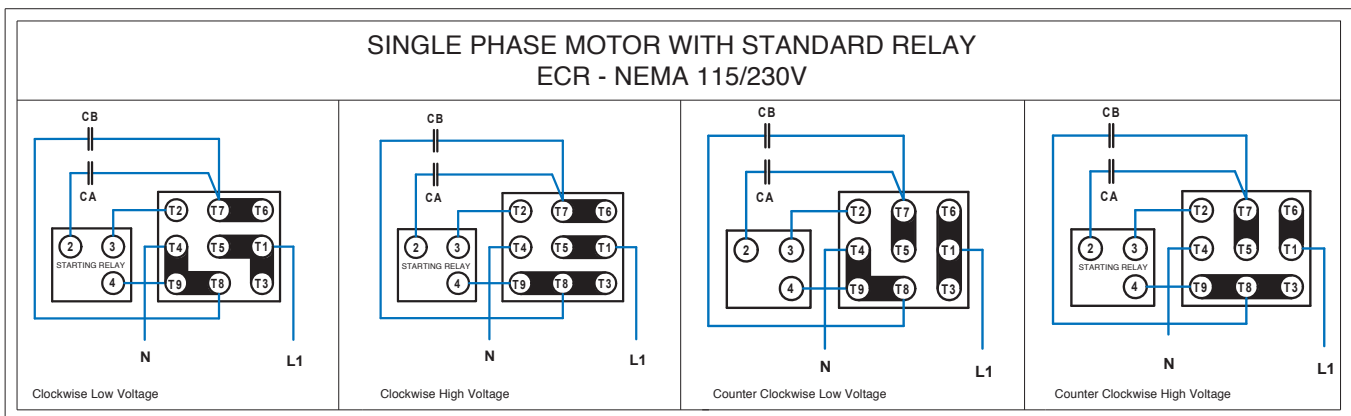 SINGLE PHASE MOTOR WITH STANDARD RELAY
ECR - NEMA 115/230V
CB
CA
T2 T7 T6
2 3
T4 T5 T1
STARTING RELAY
4 T9 T8 T3
N L1
Clockwise Low Voltage
CB
CA
T2 T7 T6
2 3
T4 T5 T1
STARTING RELAY
4 T9 T8 T3
N L1
Clockwise High Voltage
CB
CA
T2 T7 T6
2 3
T4 T5 T1
4 T9 T8 T3
N L1
Counter Clockwise Low Voltage
CB
CA
T2 T7 T6
2 3
T4 T5 T1
STARTING RELAY
4 T9 T8 T3
N L1
Counter Clockwise High Voltage